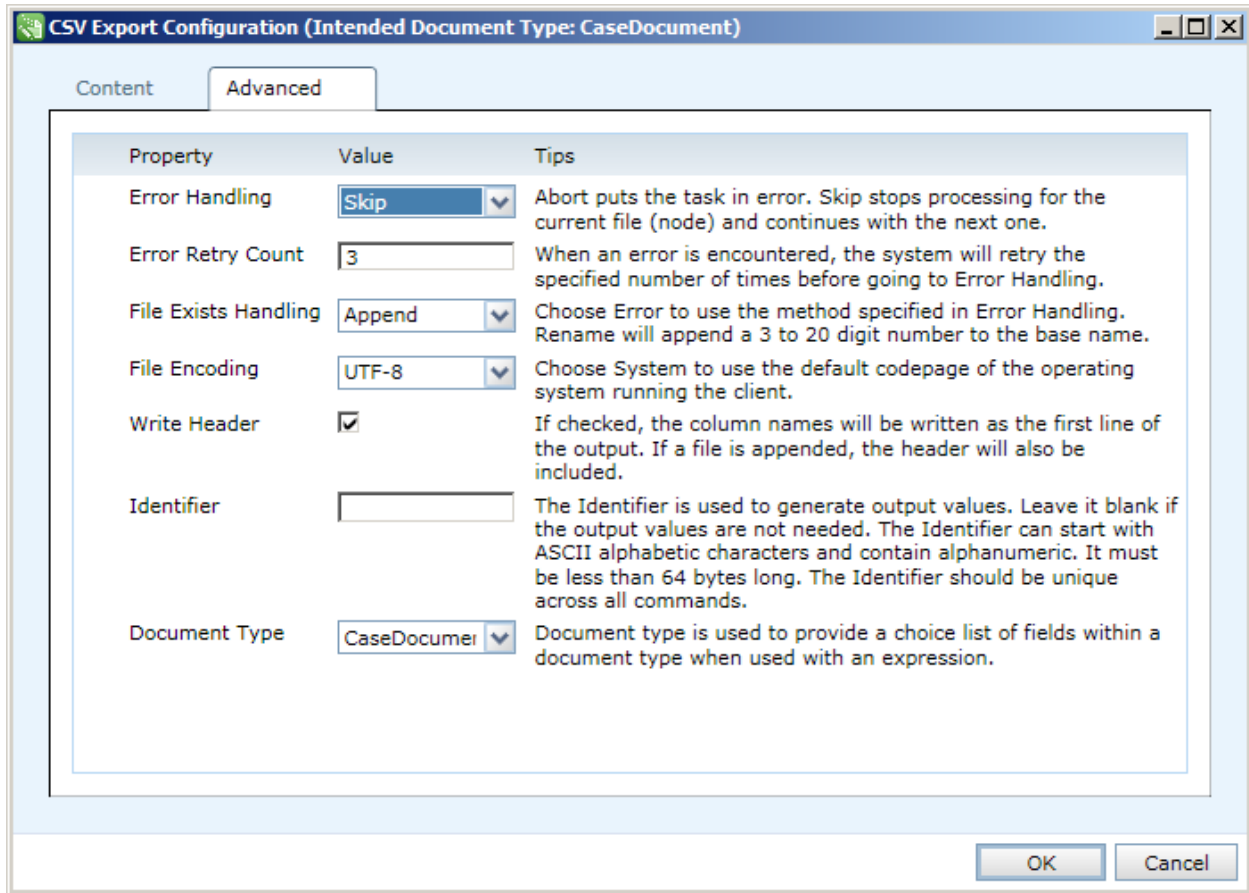 CSV Export Configuration (Intended Document Type: CaseDocument)
Content Advanced
Property Value Tips
Error Handling Skip Abort puts the task in error. Skip stops processing for the
current file (node) and continues with the next one.
Error Retry Count 3 When an error is encountered, the system will retry the
specified number of times before going to Error Handling.
File Exists Handling Append Choose Error to use the method specified in Error Handling.
Rename will append a 3 to 20 digit number to the base name.
File Encoding UTF-8 Choose System to use the default codepage of the operating
system running the client.
Write Header If checked, the column names will be written as the first line of
the output. If a file is appended, the header will also be
included.
Identifier The Identifier is used to generate output values. Leave it blank if
the output values are not needed. The Identifier can start with
ASCII alphabetic characters and contain alphanumeric. It must
be less than 64 bytes long. The Identifier should be unique
across all commands.
Document Type CaseDocumer Document type is used to provide a choice list of fields within a
document type when used with an expression.
OK Cancel